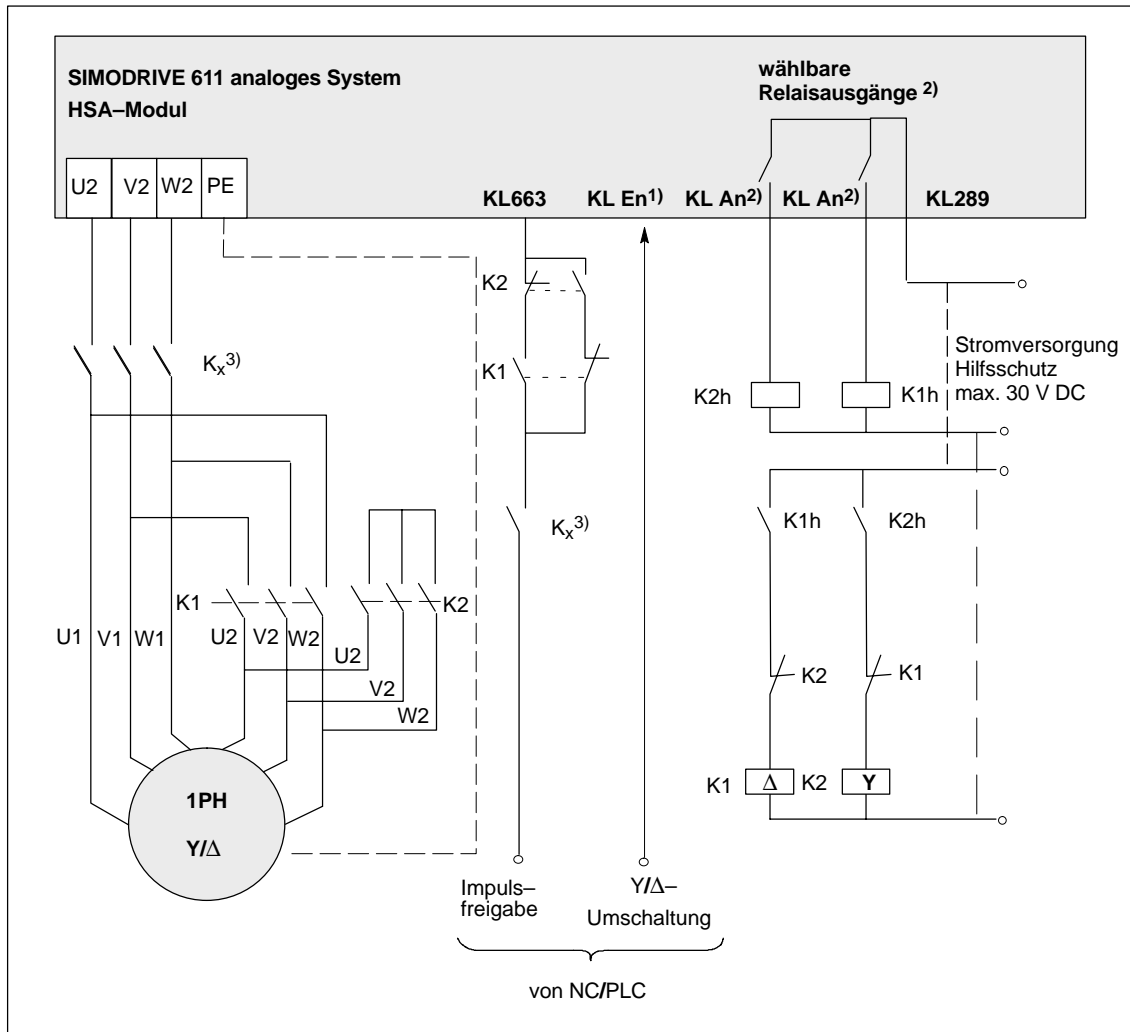 SIMODRIVE 611 analoges System
HSA–Modul
wählbare
Relaisausgänge 2)
U2 V2 W2 PE
KL663 KL En1) KL An2) KL An2) KL289
K2
Kx3)
K1
Stromversorgung
Hilfsschutz
max. 30 V DC
K2h K1h
K1h K2h
Kx3)
K1 K2
U1 V1 W1 U2 V2 W2
U2
V2
W2
K2 K1
K1 Δ K2 Y
1PH
Y/Δ
Impuls–
freigabe
Y/Δ–
Umschaltung
von NC/PLC